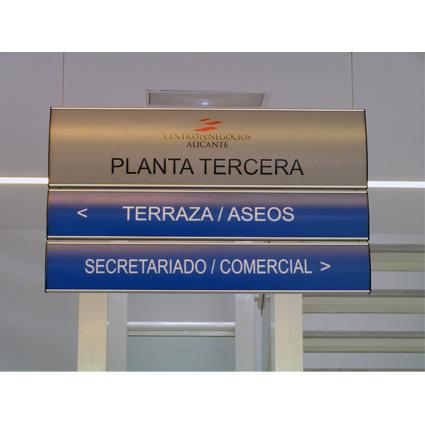 CENTRO DE NEGOCIOS
ALICANTE
PLANTA TERCERA
< TERRAZA / ASEOS
SECRETARIADO / COMERCIAL >